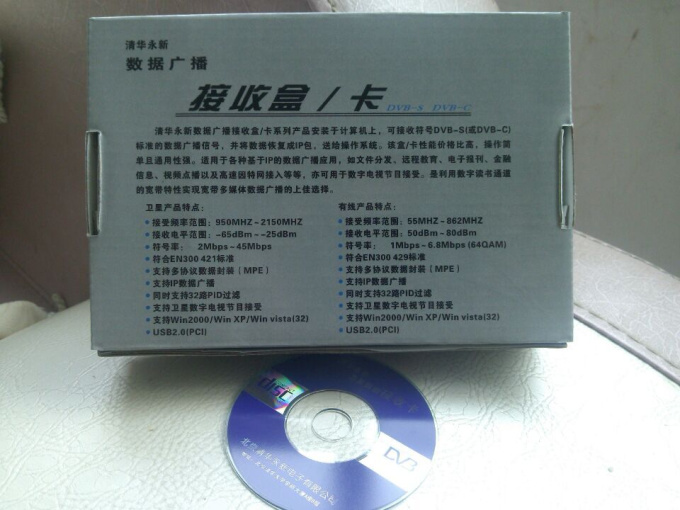 清华永新
数据广播
接收盒/卡 DVB-S DVB-C
清华永新数据广播接收盒/卡系列产品安装于计算机上，可接收符号DVB-S(或DVB-C)
标准的数据广播信号，并将数据恢复成IP包，送给操作系统。该盒/卡性能价格比高，操作简
单且通用性强。适用于各种基于IP的数据广播应用，如文件分发、远程教育、电子报刊、金融
信息、视频点播以及高速因特网接入等等，亦可用于数字电视节目接受。是利用数字读书通道
的宽带特性实现宽带多媒体数据广播的上佳选择。
卫星产品特点：
•接受频率范围：950MHZ~2150MHZ
•接收电平范围：-65dBm~-25dBm)
•符号率： 2Mbps~45Mbps
•符合EN300 421标准
•支持多协议数据封装（MPE）
•支持IP数据广播
•同时支持32路PID过滤
•支持卫星数字电视节目接受
•支持Win2000/Win XP/Win vista(32)
•USB2.0(PCI)
有线产品特点：
•接受频率范围：55MHZ~862MHZ
•接收电平范围：50dBm~80dBm)
•符号率： 1Mbps~6.8Mbps (64QAM)
•符合EN300 429标准
•支持多协议数据封装（MPE）
•支持IP数据广播
•同时支持32路PID过滤
•支持数字电视节目接受
•支持Win2000/Win XP/Win vista(32)
•USB2.0(PCI)
disc
卡
DVB
北京清华永新电子有限公司